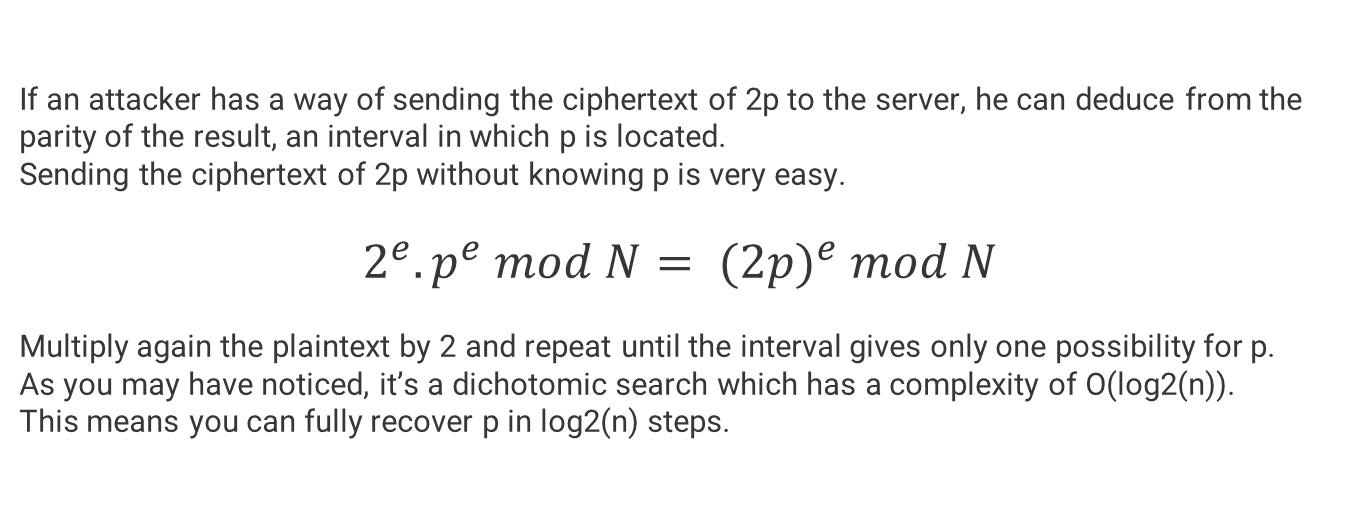 If an attacker has a way of sending the ciphertext of 2p to the server, he can deduce from the
parity of the result, an interval in which p is located.
Sending the ciphertext of 2p without knowing p is very easy.
2^e . p^e mod N = (2p)^e mod N
Multiply again the plaintext by 2 and repeat until the interval gives only one possibility for p.
As you may have noticed, it’s a dichotomic search which has a complexity of O(log2(n)).
This means you can fully recover p in log2(n) steps.